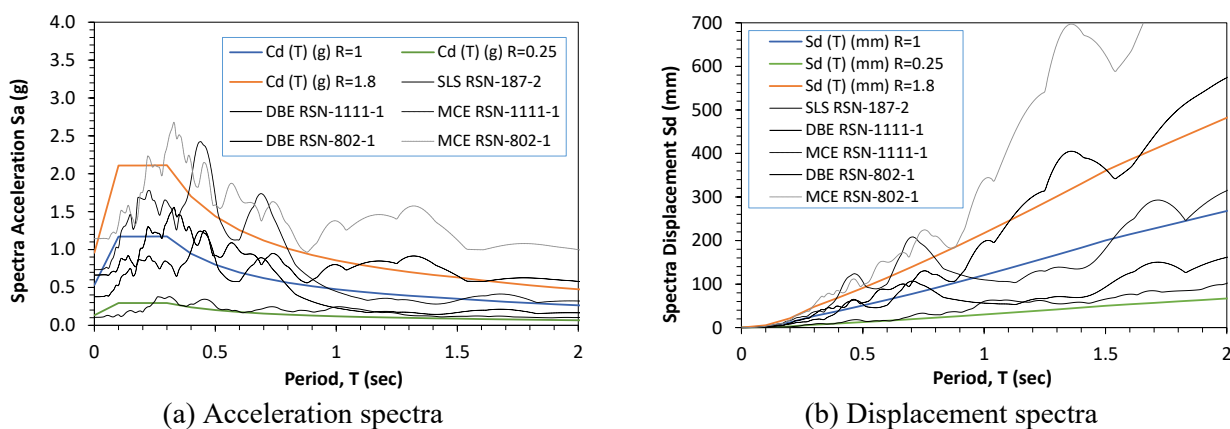 4.0
3.5
3.0
2.5
2.0
1.5
1.0
0.5
0.0
Spectra Acceleration Sa (g)
Cd (T) (g) R=1
Cd (T) (g) R=0.25
Cd (T) (g) R=1.8
SLS RSN-187-2
DBE RSN-1111-1
MCE RSN-1111-1
DBE RSN-802-1
MCE RSN-802-1
0 0.5 1 1.5 2
Period, T (sec)
(a) Acceleration spectra
700
600
500
400
300
200
100
0
Spectra Displacement Sd (mm)
Sd (T) (mm) R=1
Sd (T) (mm) R=0.25
Sd (T) (mm) R=1.8
SLS RSN-187-2
DBE RSN-1111-1
MCE RSN-1111-1
DBE RSN-802-1
MCE RSN-802-1
0 0.5 1 1.5 2
Period, T (sec)
(b) Displacement spectra